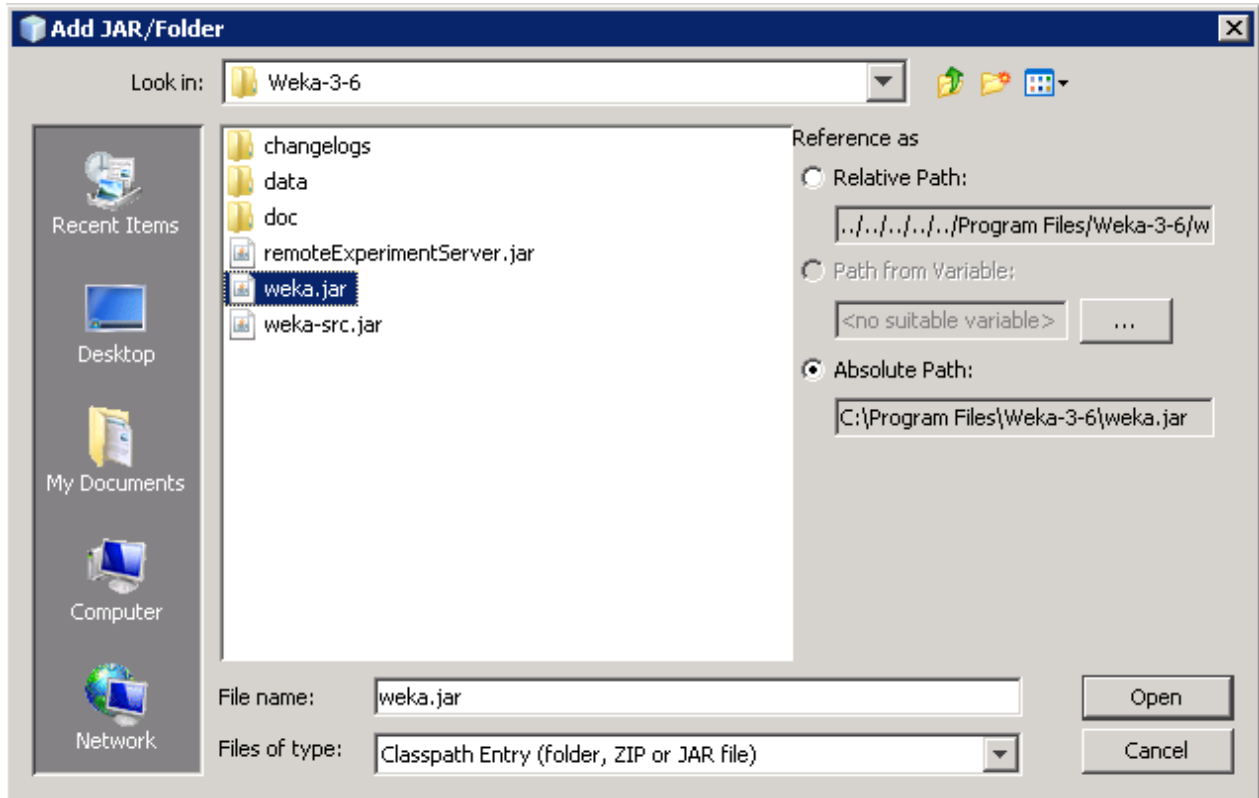 Add JAR/Folder
Look in:
Weka-3-6
Recent Items
Desktop
My Documents
Computer
Network
changelogs
data
doc
remoteExperimentServer.jar
weka.jar
weka-src.jar
Reference as
Relative Path:
../../../../../Program Files/Weka-3-6/w
Path from Variable:
<no suitable variable>
...
Absolute Path:
C:\Program Files\Weka-3-6\weka.jar
File name:
weka.jar
Open
Files of type:
Classpath Entry (folder, ZIP or JAR file)
Cancel